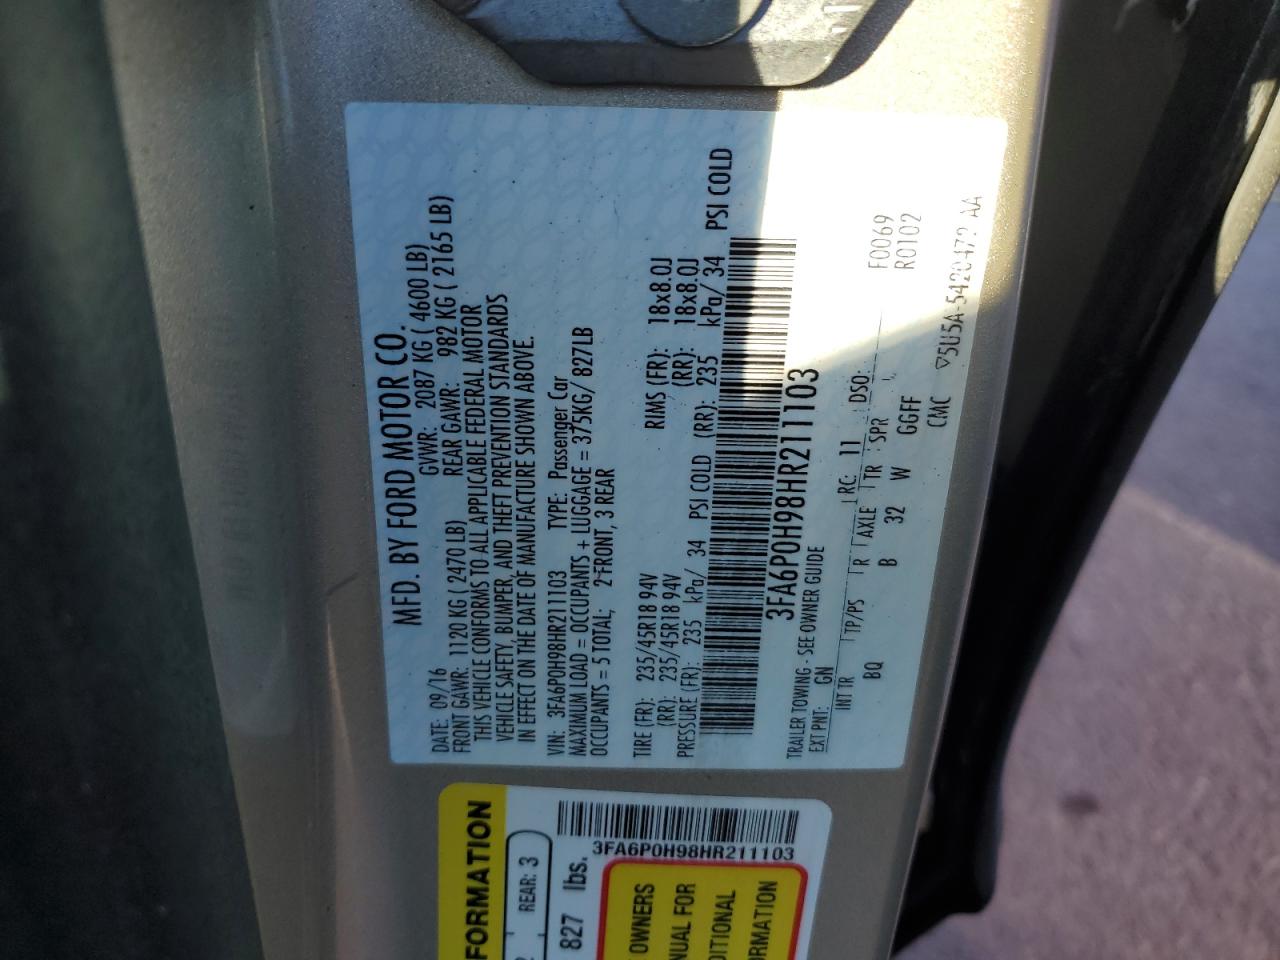 MFD. BY FORD MOTOR CO.
DATE: 09/16 GVWR: 2087 KG ( 4600 LB)
FRONT GAWR: 1120 KG ( 2470 LB) REAR GAWR: 982 KG ( 2165 LB)
THIS VEHICLE CONFORMS TO ALL APPLICABLE FEDERAL MOTOR
VEHICLE SAFETY, BUMPER, AND THEFT PREVENTION STANDARDS
IN EFFECT ON THE DATE OF MANUFACTURE SHOWN ABOVE.
VIN: 3FA6P0H98HR211103 TYPE: Passenger Car
MAXIMUM LOAD = OCCUPANTS + LUGGAGE = 375KG/ 827LB
OCCUPANTS = 5 TOTAL; 2 FRONT, 3 REAR
TIRE (FR): 235/45R18 94V RIMS (FR): 18x8.0J
(RR): 235/45R18 94V (RR): 18x8.0J
PRESSURE (FR): 235 kPa/ 34 PSI COLD (RR): 235 kPa/ 34 PSI COLD
3FA6P0H98HR211103
TRAILER TOWING - SEE OWNER GUIDE
EXT PNT: GN RC: 11 DSO: F0069
R0102
INT TR TP/PS R AXLE TR SPR
BQ B 32 W GGFF
CMC 5U5A-5420472-AA
FORMATION
REAR: 3
827 lbs.
3FA6P0H98HR211103
OWNERS
NUAL FOR
DITIONAL
ORMATION